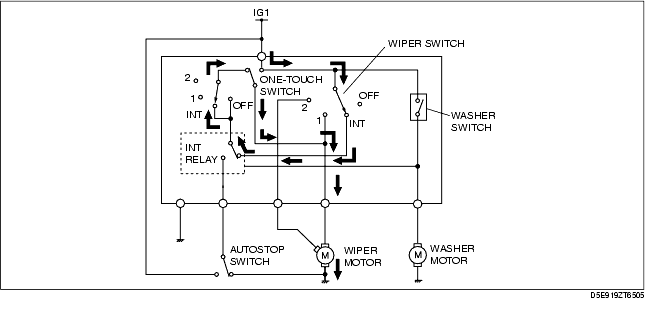 IG1
WIPER SWITCH
ONE-TOUCH
SWITCH
2
1
INT
OFF
2
1
OFF
INT
WASHER
SWITCH
INT
RELAY
AUTOSTOP
SWITCH
M
WIPER
MOTOR
M
WASHER
MOTOR
D5E919ZT6505